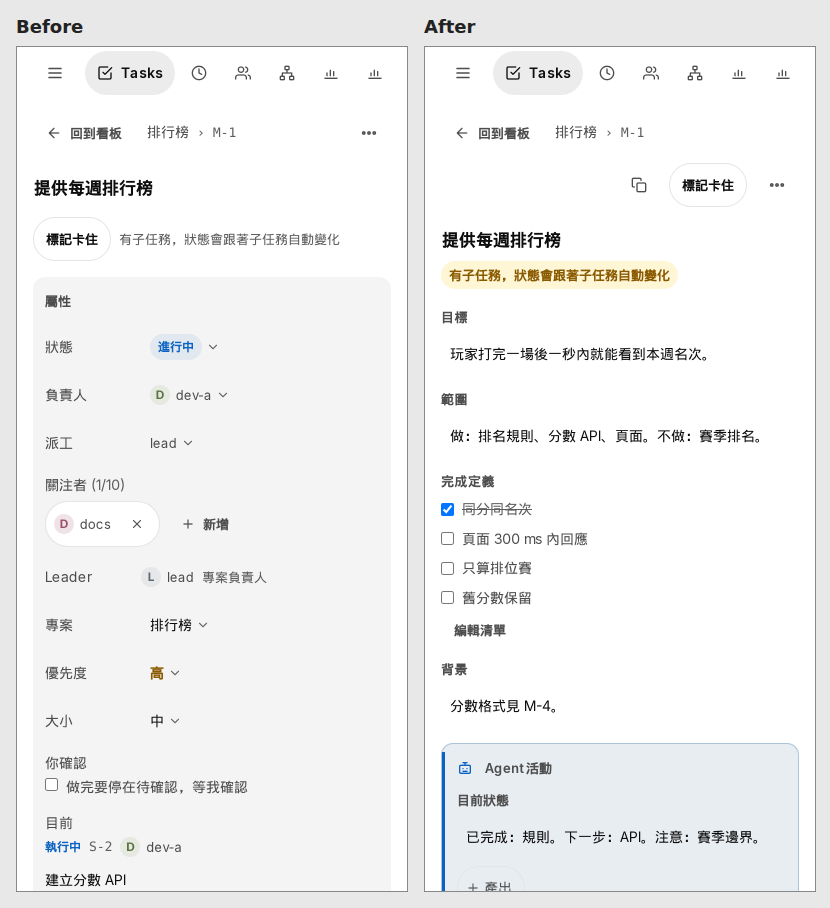 Before
Tasks
回到看板 排行榜 › M-1
提供每週排行榜
標記卡住 有子任務，狀態會跟著子任務自動變化
屬性
狀態 進行中
負責人 D dev-a
派工 lead
關注者 (1/10)
D docs × + 新增
Leader L lead 專案負責人
專案 排行榜
優先度 高
大小 中
你確認
做完要停在待確認，等我確認
目前
執行中 S-2 D dev-a
建立分數 API
After
Tasks
回到看板 排行榜 › M-1
標記卡住
提供每週排行榜
有子任務，狀態會跟著子任務自動變化
目標
玩家打完一場後一秒內就能看到本週名次。
範圍
做：排名規則、分數 API、頁面。不做：賽季排名。
完成定義
同分同名次
頁面 300 ms 內回應
只算排位賽
舊分數保留
編輯清單
背景
分數格式見 M-4。
Agent活動
目前狀態
已完成：規則。下一步：API。注意：賽季邊界。
+ 產出